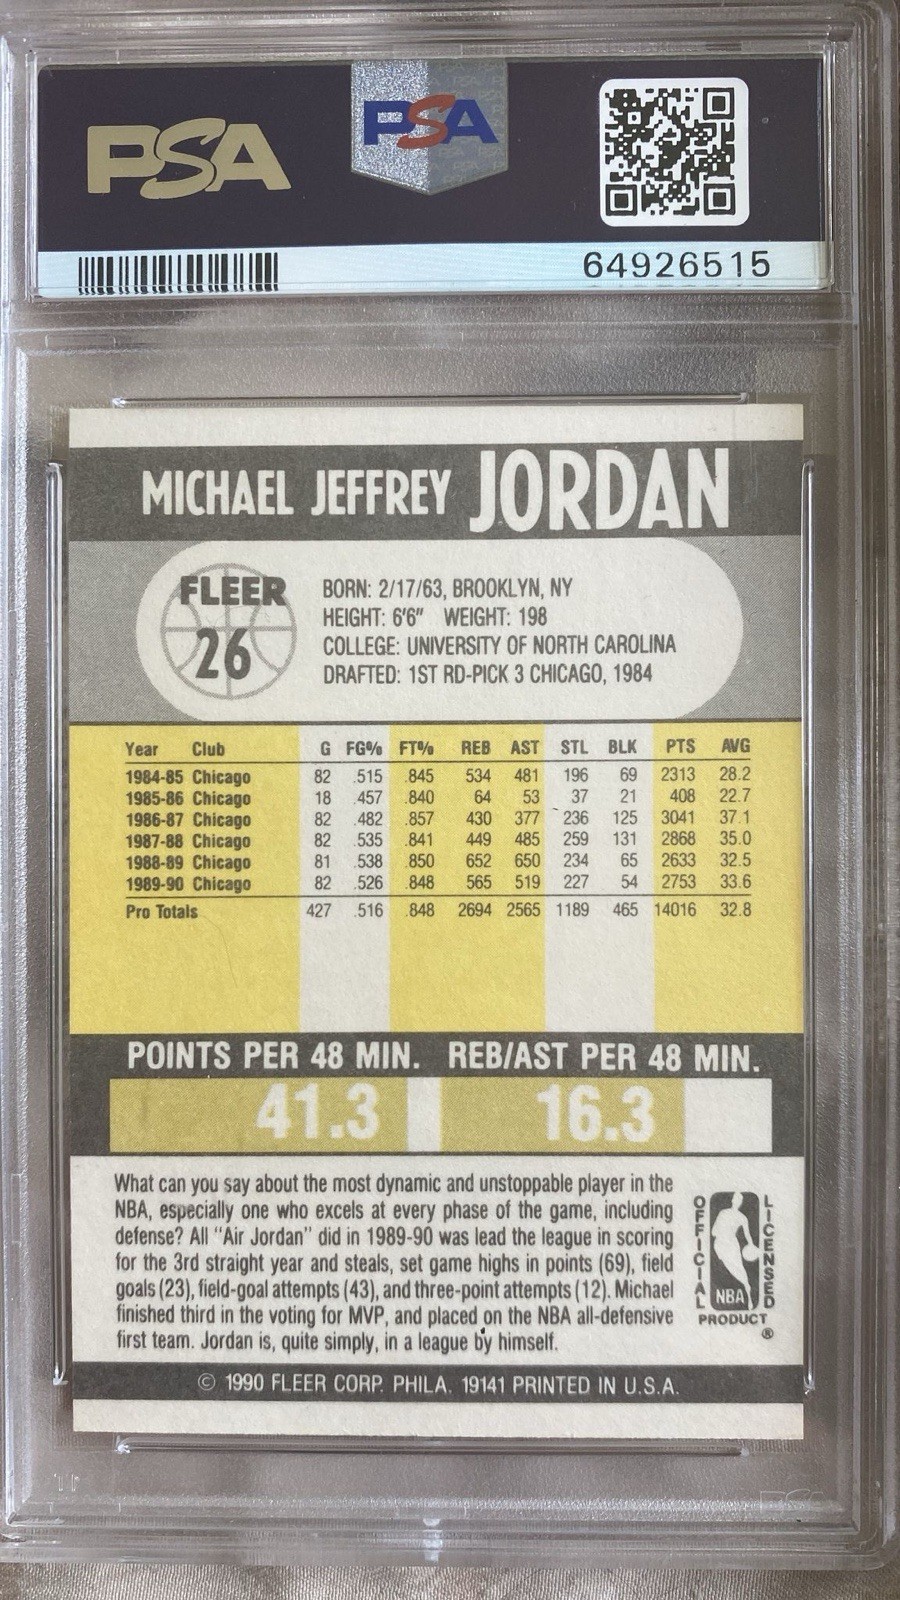 PSA
PSA
64926515
MICHAEL JEFFREY JORDAN
FLEER
26
BORN: 2/17/63, BROOKLYN, NY
HEIGHT: 6'6" WEIGHT: 198
COLLEGE: UNIVERSITY OF NORTH CAROLINA
DRAFTED: 1ST RD-PICK 3 CHICAGO, 1984
Year Club G FG% FT% REB AST STL BLK PTS AVG
1984-85 Chicago 82 .515 .845 534 481 196 69 2313 28.2
1985-86 Chicago 18 .457 .840 64 53 37 21 408 22.7
1986-87 Chicago 82 .482 .857 430 377 236 125 3041 37.1
1987-88 Chicago 82 .535 .841 449 485 259 131 2868 35.0
1988-89 Chicago 81 .538 .850 652 650 234 65 2633 32.5
1989-90 Chicago 82 .526 .848 565 519 227 54 2753 33.6
Pro Totals 427 .516 .848 2694 2565 1189 465 14016 32.8
POINTS PER 48 MIN. REB/AST PER 48 MIN.
41.3 16.3
What can you say about the most dynamic and unstoppable player in the
NBA, especially one who excels at every phase of the game, including
defense? All "Air Jordan" did in 1989-90 was lead the league in scoring
for the 3rd straight year and steals, set game highs in points (69), field
goals (23), field-goal attempts (43), and three-point attempts (12). Michael
finished third in the voting for MVP, and placed on the NBA all-defensive
first team. Jordan is, quite simply, in a league by himself.
OFFICIAL
LICENSED
NBA
PRODUCT
®
© 1990 FLEER CORP. PHILA. 19141 PRINTED IN U.S.A.
PSA